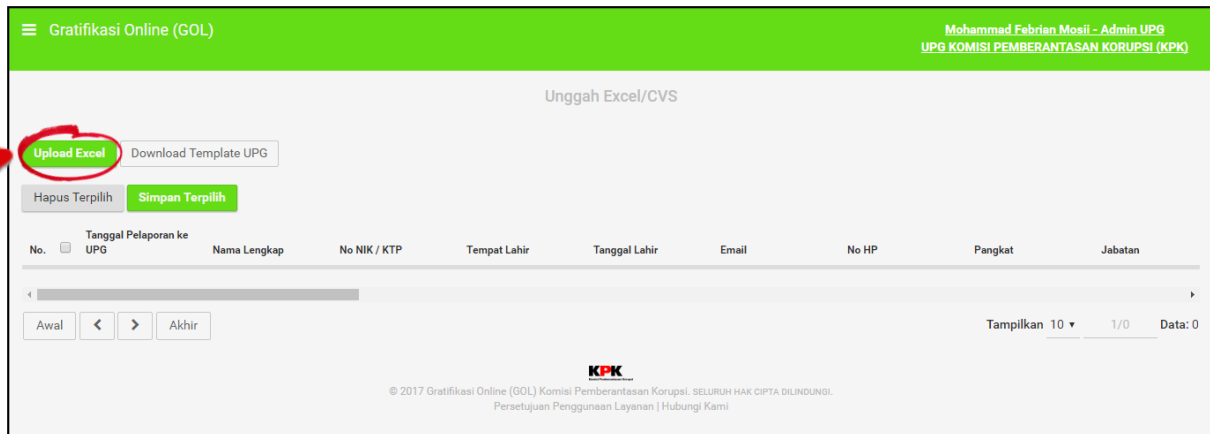 Gratifikasi Online (GOL)
Mohammad Febrian Mosii - Admin UPG
UPG KOMISI PEMBERANTASAN KORUPSI (KPK)
Unggah Excel/CVS
Upload Excel Download Template UPG
Hapus Terpilih Simpan Terpilih
No. Tanggal Pelaporan ke UPG Nama Lengkap No NIK / KTP Tempat Lahir Tanggal Lahir Email No HP Pangkat Jabatan
Awal Akhir Tampilkan 10 1/0 Data: 0
KPK
© 2017 Gratifikasi Online (GOL) Komisi Pemberantasan Korupsi. SELURUH HAK CIPTA DILINDUNGI.
Persetujuan Penggunaan Layanan | Hubungi Kami